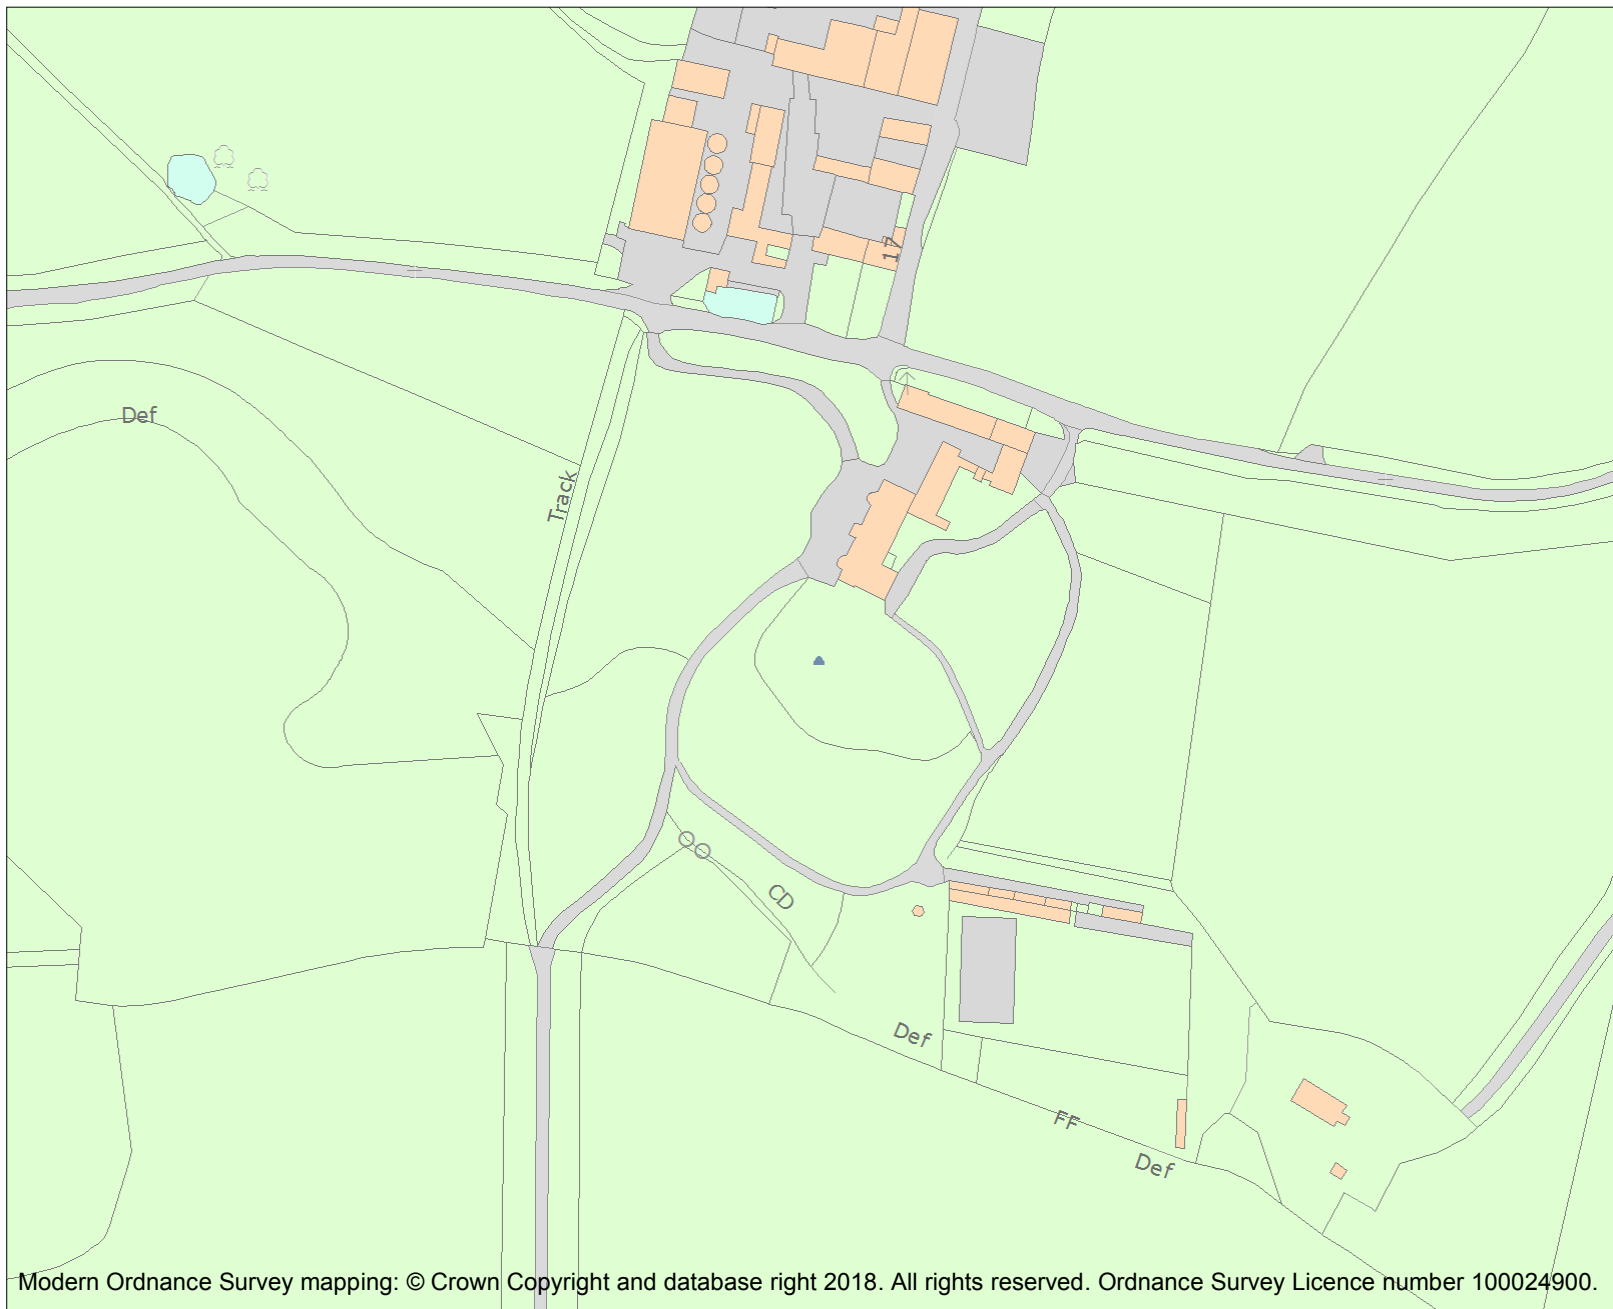 17
Def
Track
CD
Def
FF
Def
Modern Ordnance Survey mapping: © Crown Copyright and database right 2018. All rights reserved. Ordnance Survey Licence number 100024900.